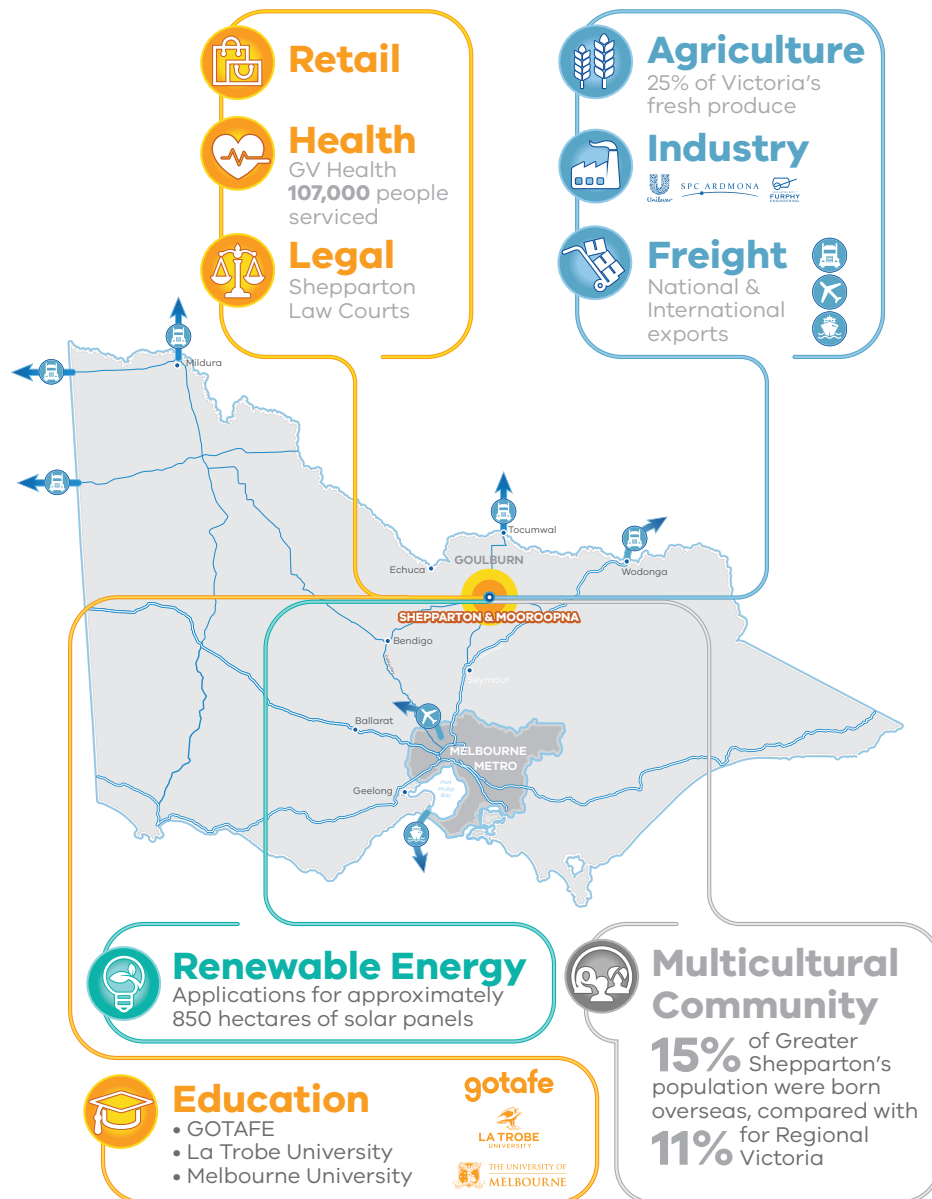 Retail
Health
GV Health
107,000 people
serviced
Legal
Shepparton
Law Courts
Agriculture
25% of Victoria's
fresh produce
Industry
Unilever
SPC ARDMONA
FURPHY
ENGINEERING
Freight
National &
International
exports
Mildura
Tocumwal
GOULBURN
Echuca
Wodonga
SHEPPARTON & MOOROOPNA
Bendigo
Seymour
Ballarat
MELBOURNE
METRO
Geelong
Port
Phillip
Bay
Renewable Energy
Applications for approximately
850 hectares of solar panels
Education
• GOTAFE
• La Trobe University
• Melbourne University
gotafe
LA TROBE
UNIVERSITY
THE UNIVERSITY OF
MELBOURNE
Multicultural
Community
15% of Greater
Shepparton's
population were born
overseas, compared with
11% for Regional
Victoria